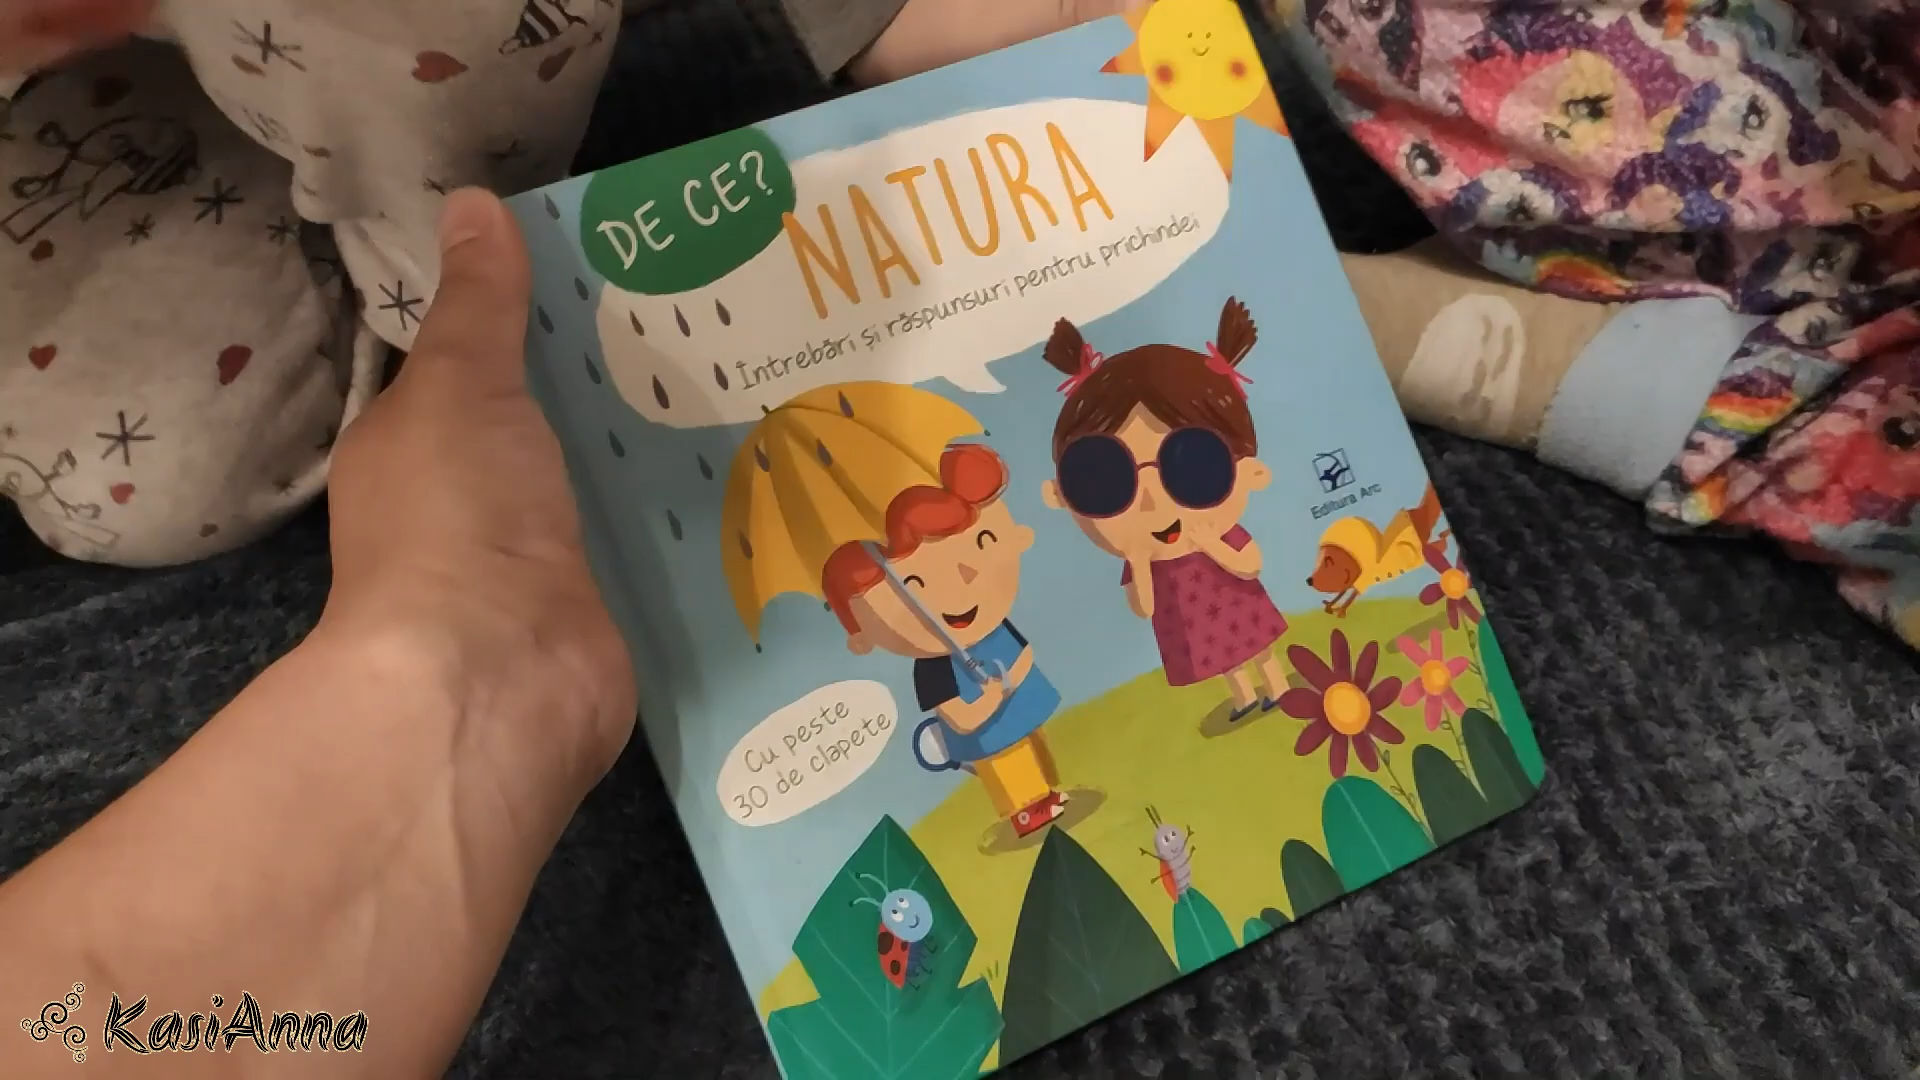 DE CE?
NATURA
Întrebări și răspunsuri pentru prichindei
Editura Arc
Cu peste
30 de clapete
KasiAnna